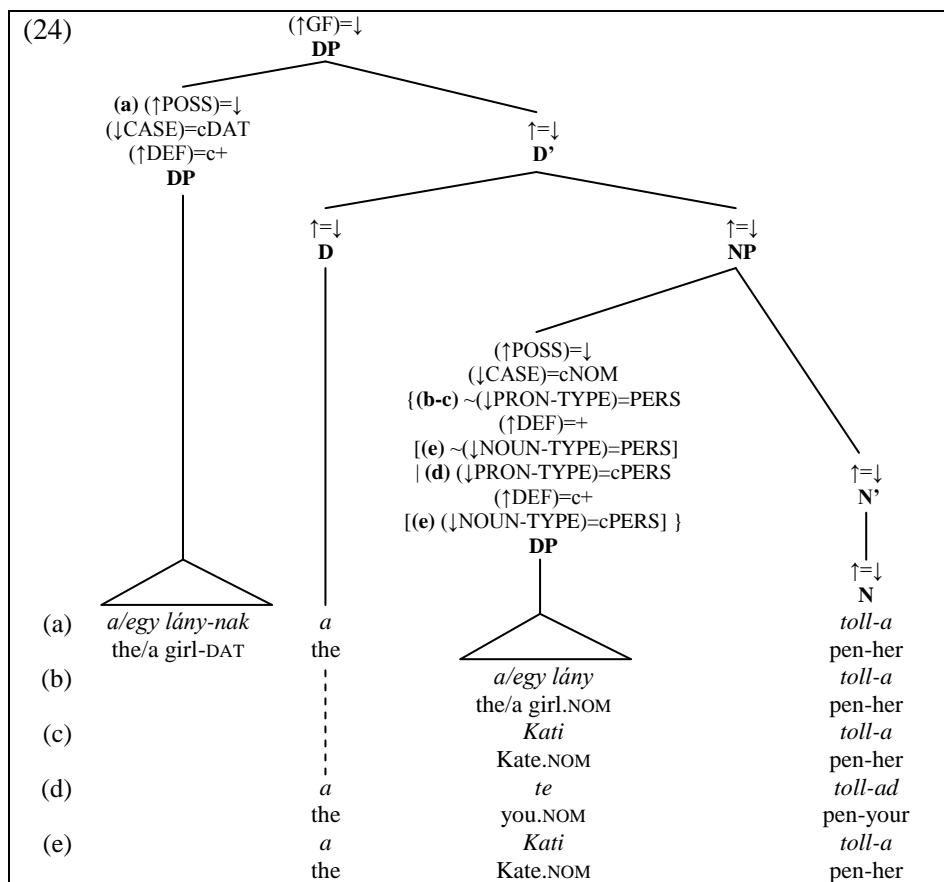 (24)
(↑GF)=↓
DP
(a) (↑POSS)=↓
(↓CASE)=cDAT
(↑DEF)=c+
DP
↑=↓
D’
↑=↓
D
↑=↓
NP
(↑POSS)=↓
(↓CASE)=cNOM
{(b-c) ~(↓PRON-TYPE)=PERS
(↑DEF)=+
[(e) ~(↓NOUN-TYPE)=PERS]
| (d) (↓PRON-TYPE)=cPERS
(↑DEF)=c+
[(e) (↓NOUN-TYPE)=cPERS] }
DP
↑=↓
N’
↑=↓
N
(a) a/egy lány-nak a toll-a
the/a girl-DAT the pen-her
(b) a/egy lány toll-a
the/a girl.NOM pen-her
(c) Kati toll-a
Kate.NOM pen-her
(d) a te toll-ad
the you.NOM pen-your
(e) a Kati toll-a
the Kate.NOM pen-her